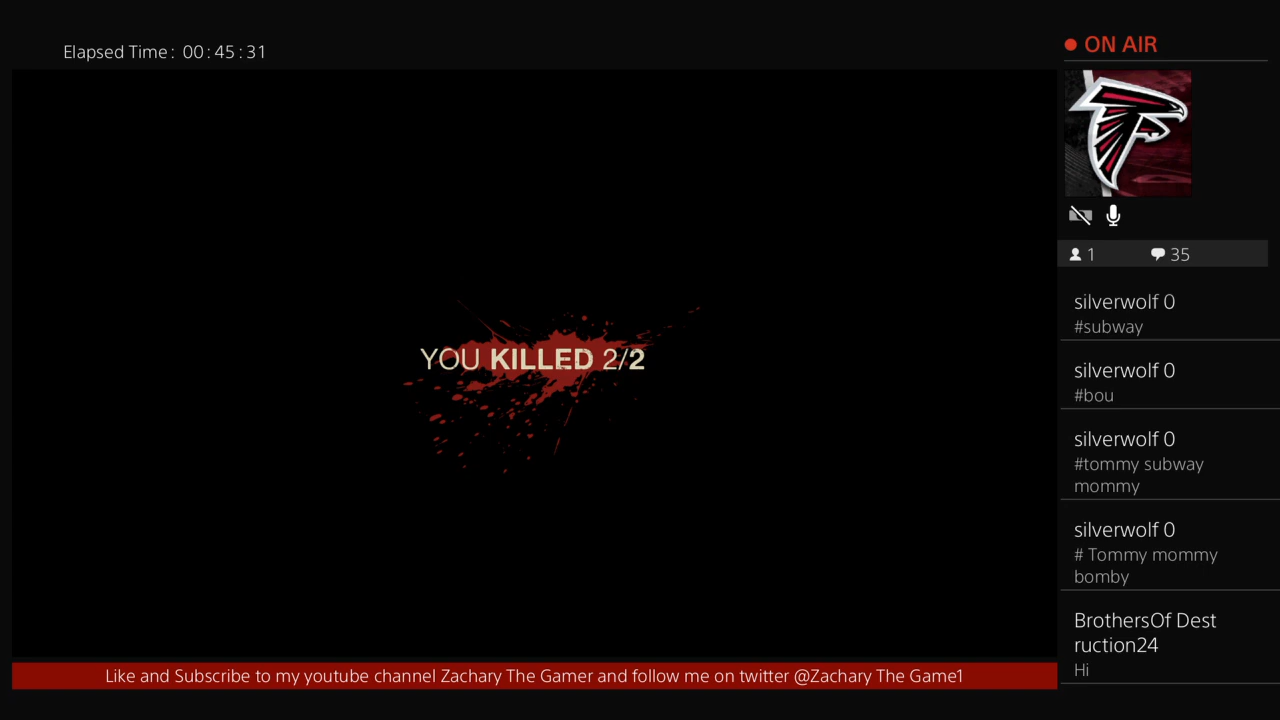 Elapsed Time: 00:45:31
ON AIR
1 35
YOU KILLED 2/2
silverwolf 0
#subway
silverwolf 0
#bou
silverwolf 0
#tommy subway
mommy
silverwolf 0
# Tommy mommy
bomby
BrothersOf Dest
ruction24
Hi
Like and Subscribe to my youtube channel Zachary The Gamer and follow me on twitter @Zachary The Game1